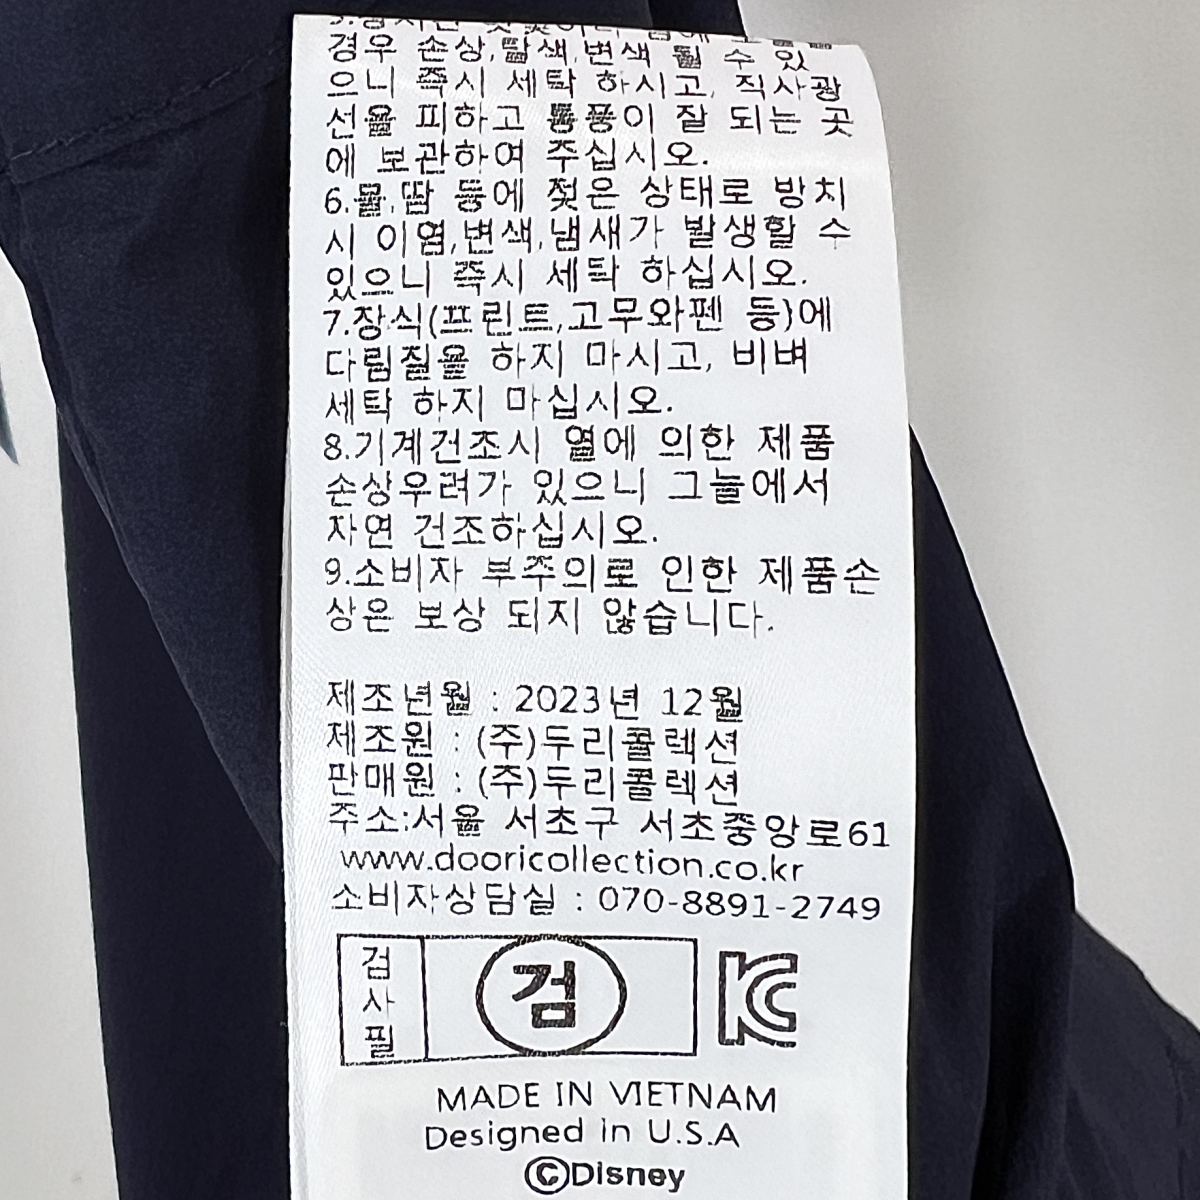 경우 손상,탈색,변색 될 수 있
으니 즉시 세탁 하시고, 직사광
선을 피하고 통풍이 잘 되는 곳
에 보관하여 주십시오.
6.물,땀 등에 젖은 상태로 방치
시 이염,변색,냄새가 발생할 수
있으니 즉시 세탁 하십시오.
7.장식(프린트,고무와펜 등)에
다림질을 하지 마시고, 비벼
세탁 하지 마십시오.
8.기계건조시 열에 의한 제품
손상우려가 있으니 그늘에서
자연 건조하십시오.
9.소비자 부주의로 인한 제품손
상은 보상 되지 않습니다.
제조년월 : 2023년 12월
제조원 : (주)두리콜렉션
판매원 : (주)두리콜렉션
주소:서울 서초구 서초중앙로61
www.dooricollection.co.kr
소비자상담실 : 070-8891-2749
검사필
검
KC
MADE IN VIETNAM
Designed in U.S.A
©Disney